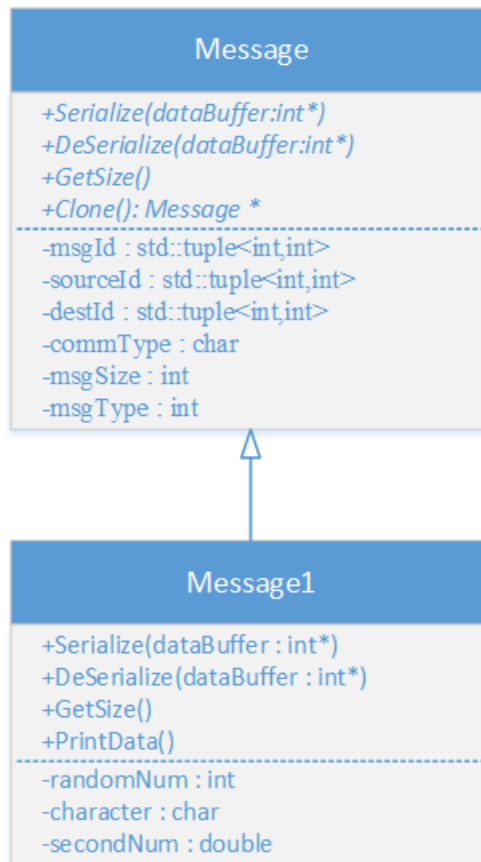 Message
+Serialize(dataBuffer:int*)
+DeSerialize(dataBuffer:int*)
+GetSize()
+Clone(): Message *
-msgId : std::tuple<int,int>
-sourceId : std::tuple<int,int>
-destId : std::tuple<int,int>
-commType : char
-msgSize : int
-msgType : int
Message1
+Serialize(dataBuffer : int*)
+DeSerialize(dataBuffer : int*)
+GetSize()
+PrintData()
-randomNum : int
-character : char
-secondNum : double